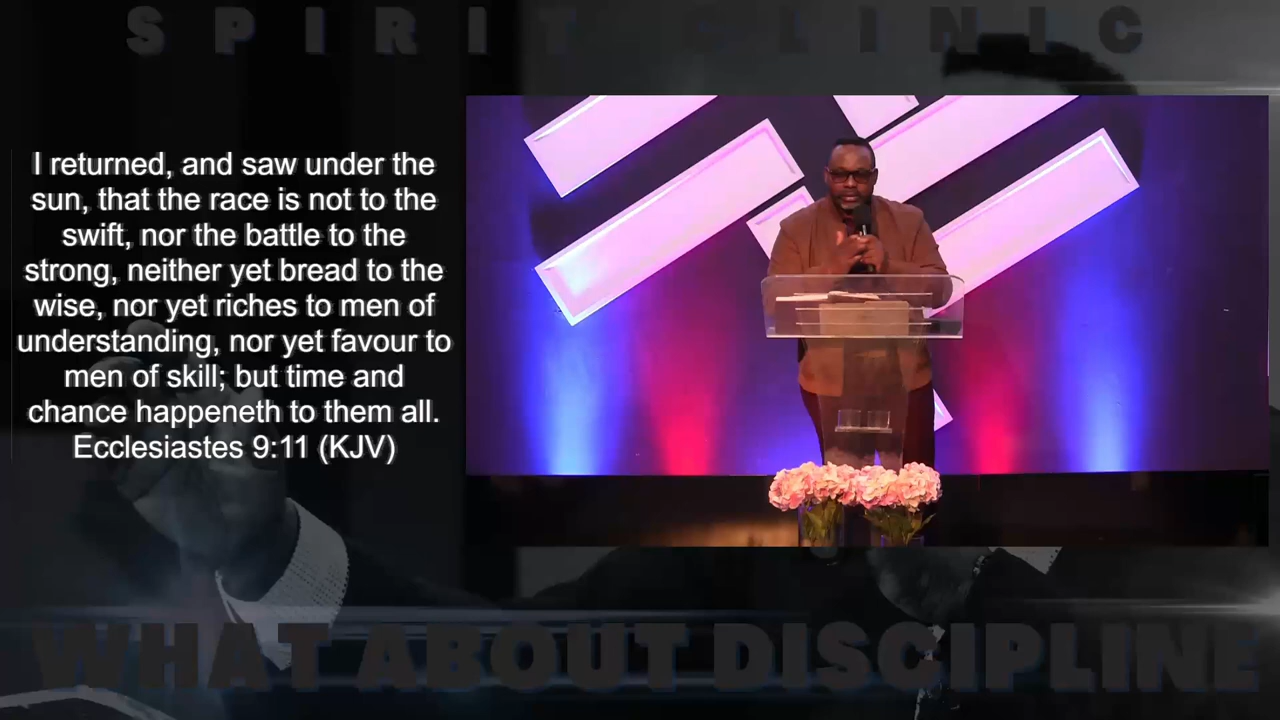 SPIRIT CLINIC
I returned, and saw under the
sun, that the race is not to the
swift, nor the battle to the
strong, neither yet bread to the
wise, nor yet riches to men of
understanding, nor yet favour to
men of skill; but time and
chance happeneth to them all.
Ecclesiastes 9:11 (KJV)
WHAT ABOUT DISCIPLINE